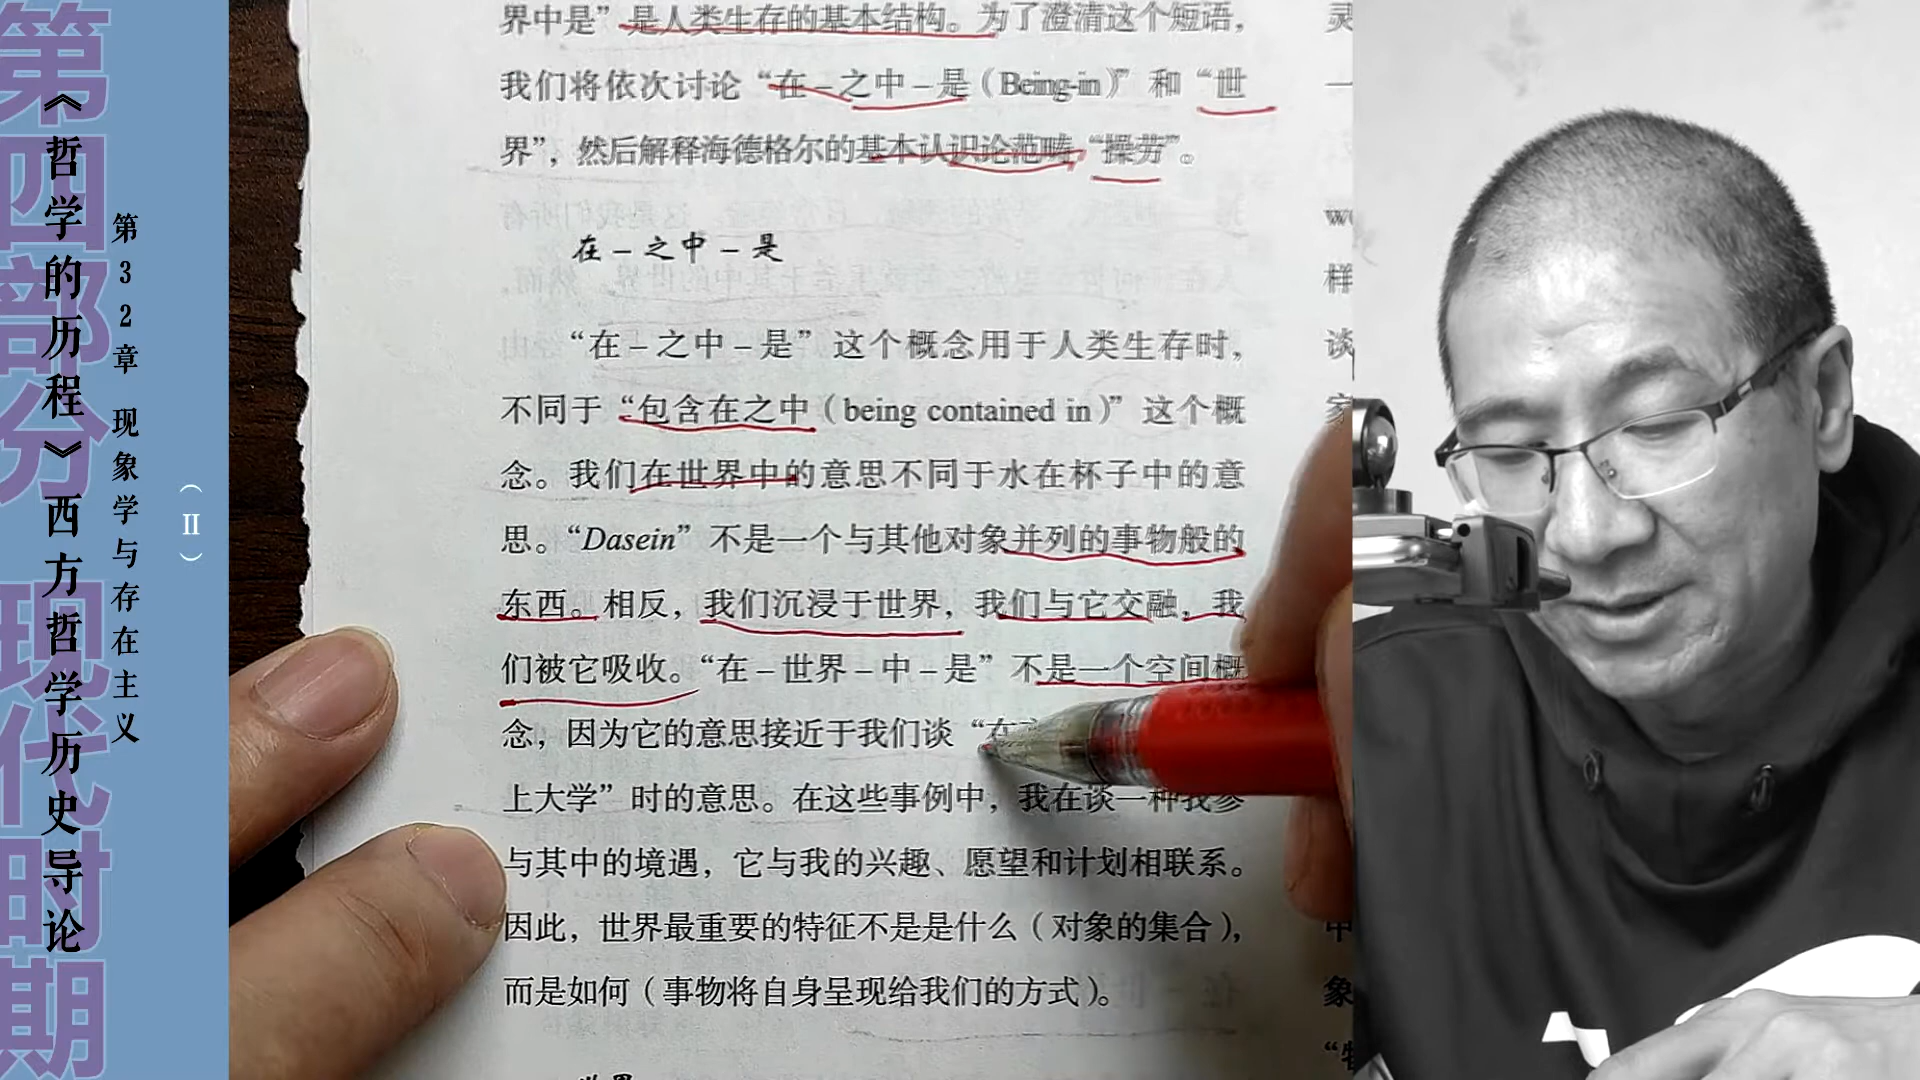 第四部分 现代时期
《哲学的历程》西方哲学历史导论
第32章 现象学与存在主义
（Ⅱ）
界中是”是人类生存的基本结构。为了澄清这个短语，
我们将依次讨论“在–之中–是（Being-in）”和“世
界”，然后解释海德格尔的基本认识论范畴“操劳”。
在–之中–是
“在–之中–是”这个概念用于人类生存时，
不同于“包含在之中（being contained in）”这个概
念。我们在世界中的意思不同于水在杯子中的意
思。“Dasein”不是一个与其他对象并列的事物般的
东西。相反，我们沉浸于世界，我们与它交融，我
们被它吸收。“在–世界–中–是”不是一个空间概
念，因为它的意思接近于我们谈“在
上大学”时的意思。在这些事例中，我在谈一种我参
与其中的境遇，它与我的兴趣、愿望和计划相联系。
因此，世界最重要的特征不是是什么（对象的集合），
而是如何（事物将自身呈现给我们的方式）。
世界
灵
一
样
谈
家
中
象